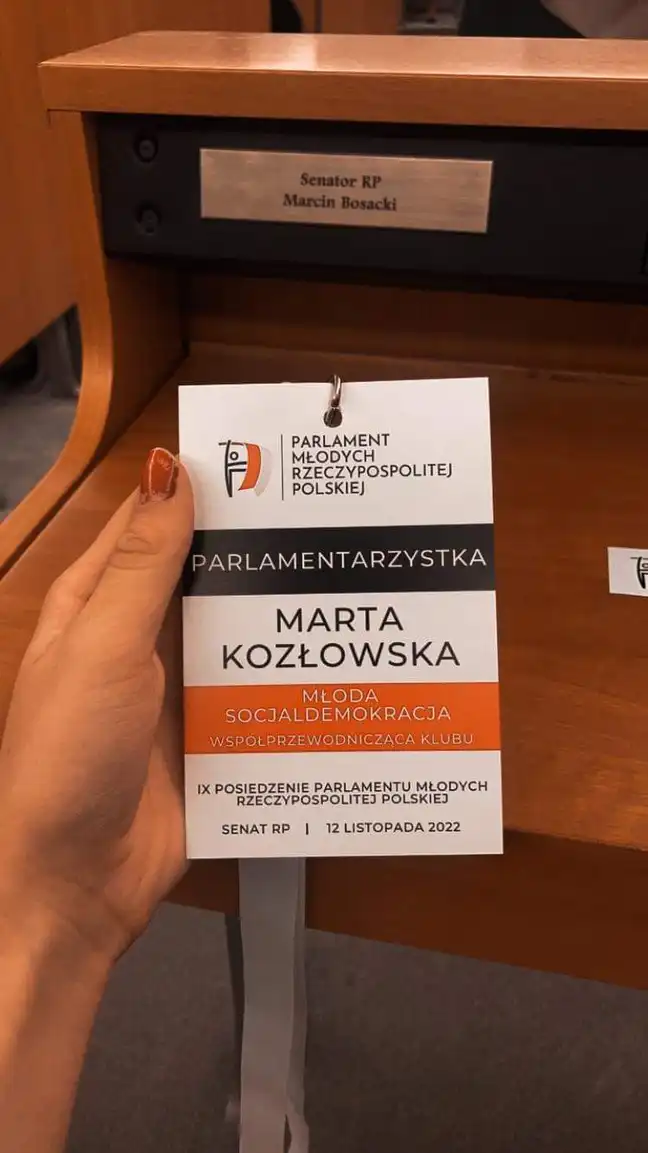 Senator RP
Marcin Bosacki
PARLAMENT
MŁODYCH
RZECZYPOSPOLITEJ
POLSKIEJ
PARLAMENTARZYSTKA
MARTA
KOZŁOWSKA
MŁODA
SOCJALDEMOKRACJA
WSPÓŁPRZEWODNICZĄCA KLUBU
IX POSIEDZENIE PARLAMENTU MŁODYCH
RZECZYPOSPOLITEJ POLSKIEJ
SENAT RP | 12 LISTOPADA 2022